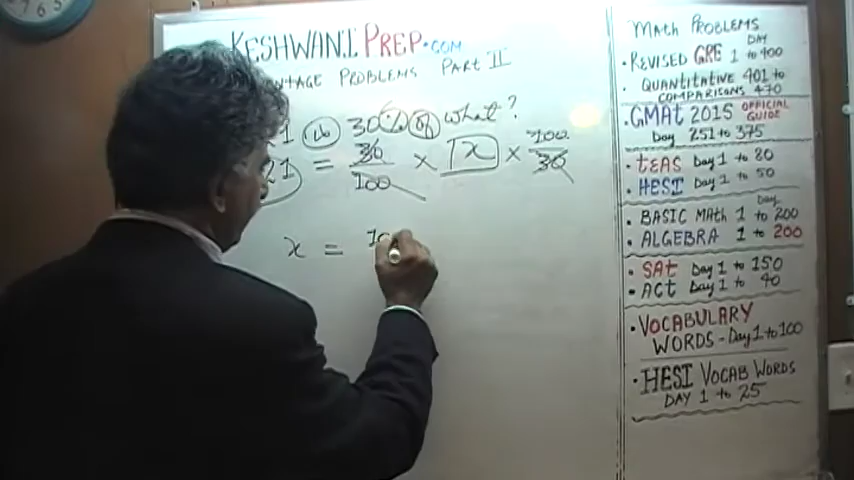 KESHWANI PREP.COM
PROBLEMS PART II
30% of what?
21 = 30/100 × x × 100/30
x = 10
MATH PROBLEMS
• REVISED GRE DAY 1 to 400
• QUANTITATIVE COMPARISONS 401 to 470
• GMAT 2015 OFFICIAL GUIDE
Day 251 to 375
• TEAS Day 1 to 80
• HESI Day 1 to 50
• BASIC MATH Day 1 to 200
• ALGEBRA 1 to 200
• SAT Day 1 to 150
• ACT Day 1 to 40
• VOCABULARY
WORDS - Day 1 to 100
• HESI VOCAB WORDS
DAY 1 to 25